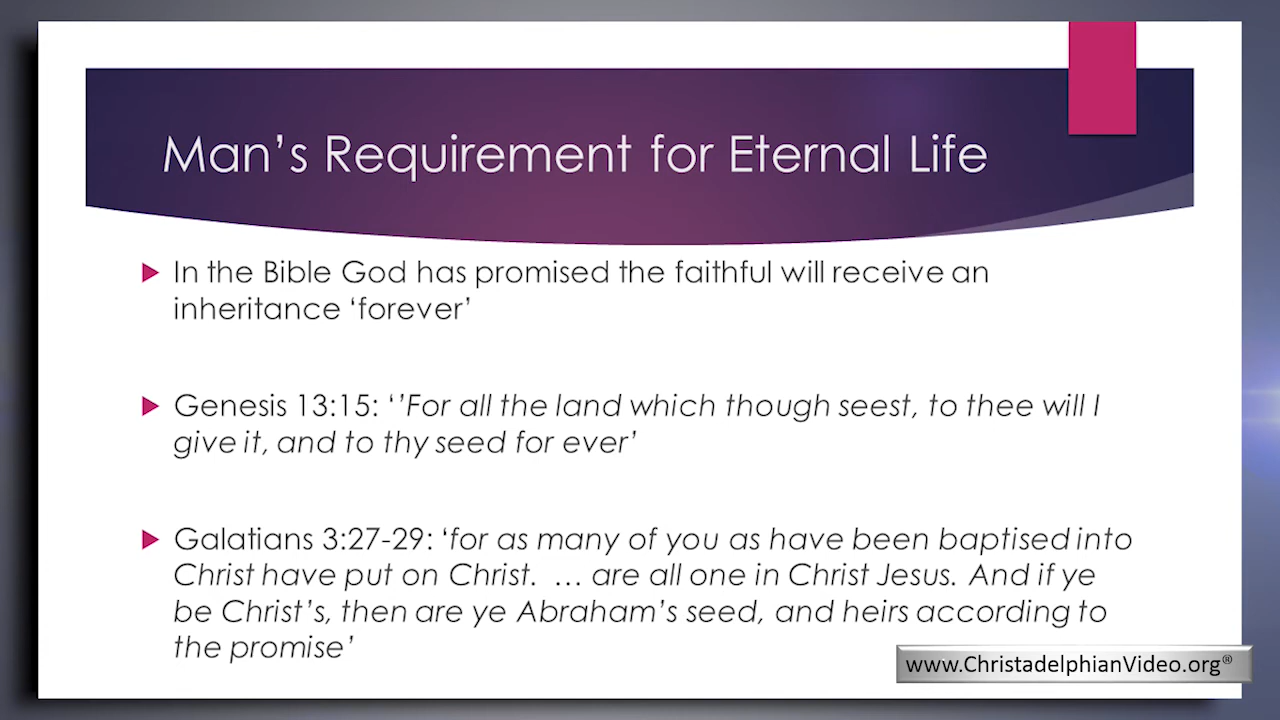 Man’s Requirement for Eternal Life
In the Bible God has promised the faithful will receive an
inheritance ‘forever’
Genesis 13:15: ‘’For all the land which though seest, to thee will I
give it, and to thy seed for ever’
Galatians 3:27-29: ‘for as many of you as have been baptised into
Christ have put on Christ.  … are all one in Christ Jesus. And if ye
be Christ’s, then are ye Abraham’s seed, and heirs according to
the promise’
www.ChristadelphianVideo.org®